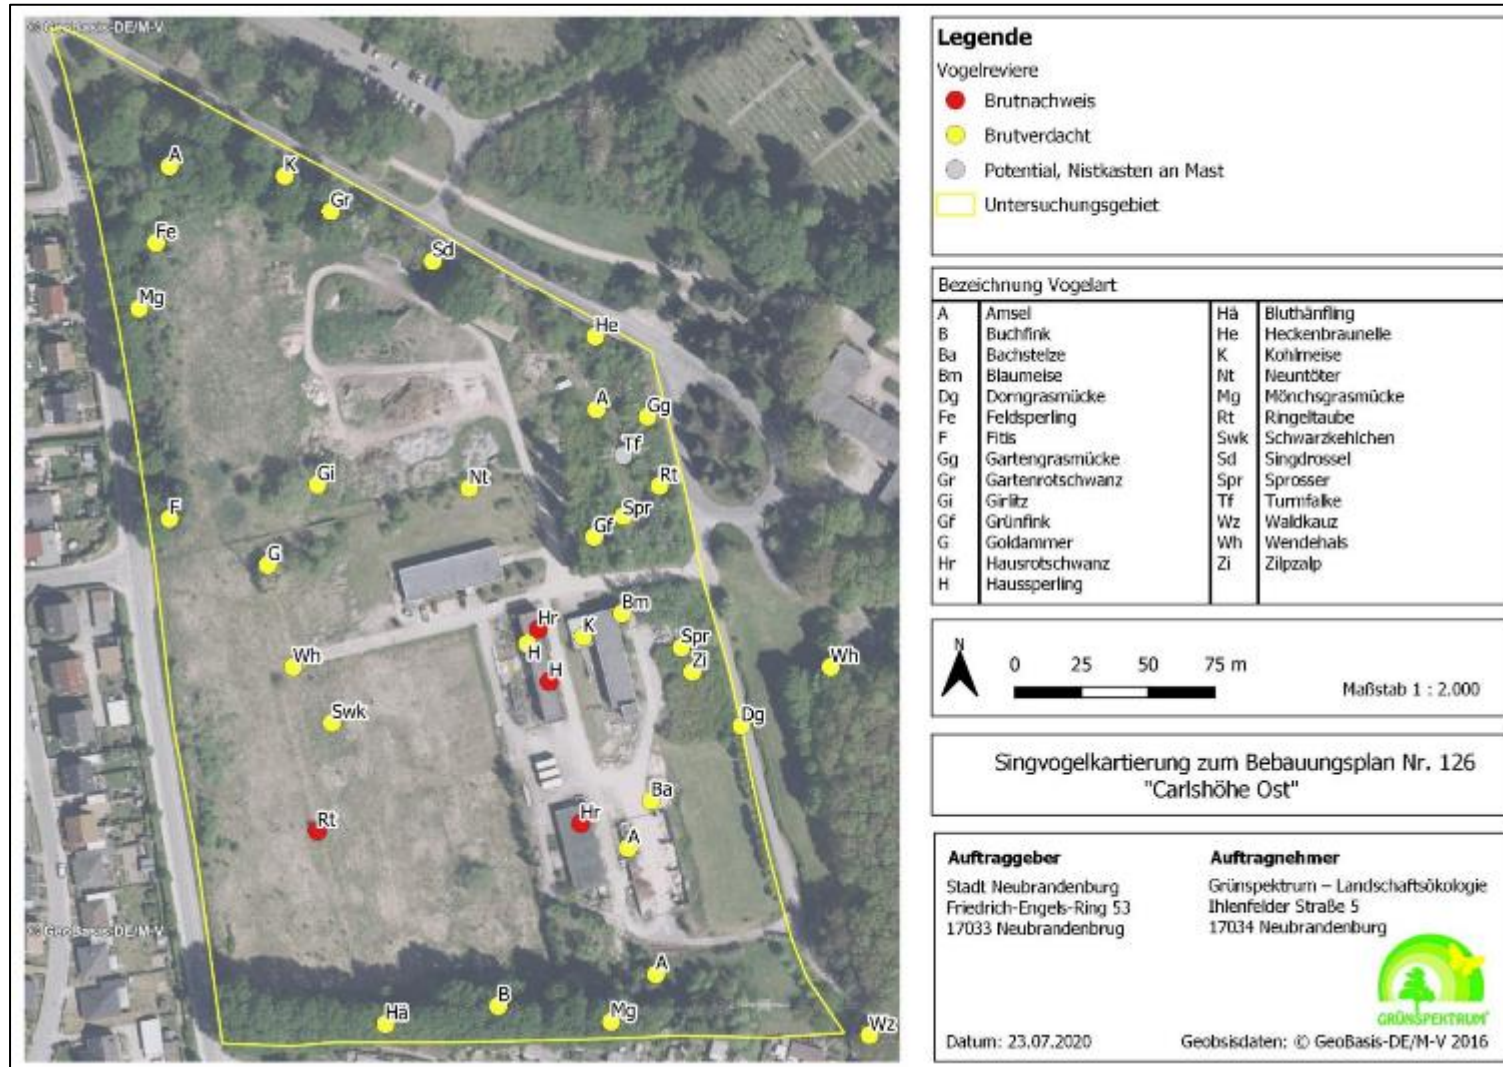 © GeoBasis-DE/M-V
A
K
Gr
Fe
Sd
Mg
He
A
Gg
Tf
Gi
Nt
Rt
F
Spr
Gf
G
Bm
Hr
K
H
Spr
Wh
H
Zi
Wh
Swk
Dg
Ba
Rt
Hr
A
© GeoBasis-DE/M-V
A
B
Hä
Mg
Wz
Legende
Vogelreviere
Brutnachweis
Brutverdacht
Potential, Nistkasten an Mast
Untersuchungsgebiet
Bezeichnung Vogelart
A Amsel Hä Bluthänfling
B Buchfink He Heckenbraunelle
Ba Bachstelze K Kohlmeise
Bm Blaumeise Nt Neuntöter
Dg Dorngrasmücke Mg Mönchsgrasmücke
Fe Feldsperling Rt Ringeltaube
F Fitis Swk Schwarzkehlchen
Gg Gartengrasmücke Sd Singdrossel
Gr Gartenrotschwanz Spr Sprosser
Gi Girlitz Tf Turmfalke
Gf Grünfink Wz Waldkauz
G Goldammer Wh Wendehals
Hr Hausrotschwanz Zi Zilpzalp
H Haussperling
N
0 25 50 75 m
Maßstab 1 : 2.000
Singvogelkartierung zum Bebauungsplan Nr. 126
"Carlshöhe Ost"
Auftraggeber
Stadt Neubrandenburg
Friedrich-Engels-Ring 53
17033 Neubrandenbrug
Auftragnehmer
Grünspektrum – Landschaftsökologie
Ihlenfelder Straße 5
17034 Neubrandenburg
GRÜNSPEKTRUM
Datum: 23.07.2020
Geobsisdaten: © GeoBasis-DE/M-V 2016